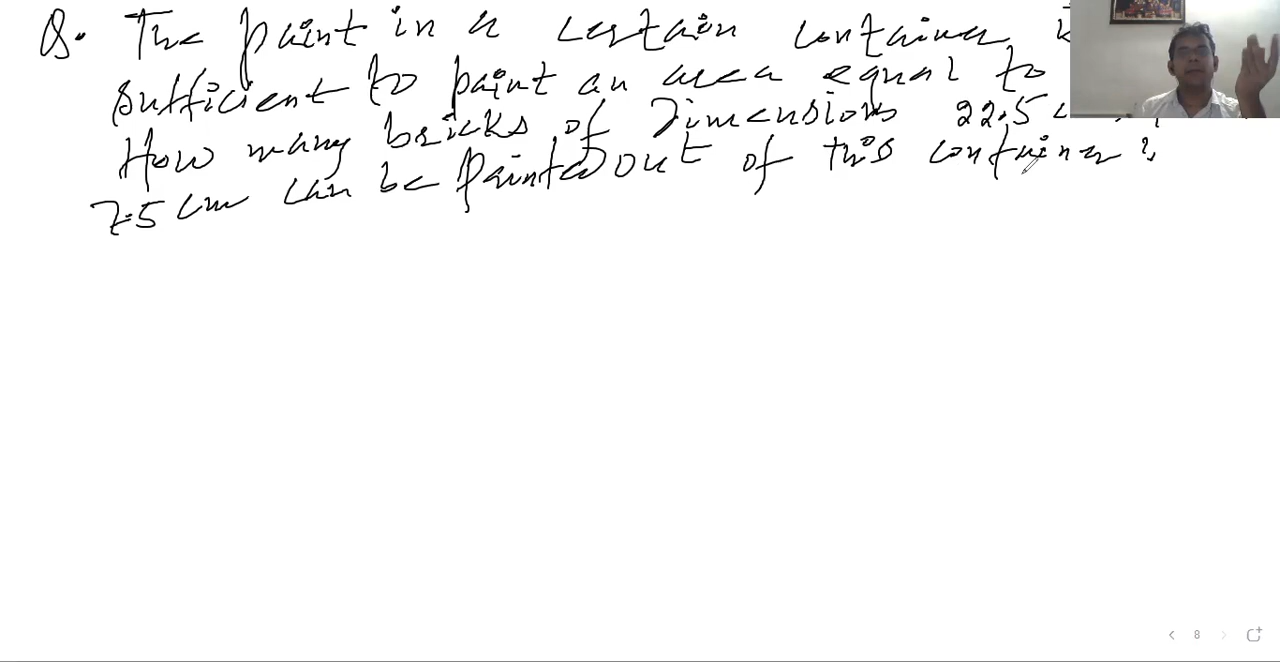 Q. The paint in a certain container
sufficient to paint an area equal to
How many bricks of Dimensions 22.5 c
7.5 cm can be painted out of this container?
8